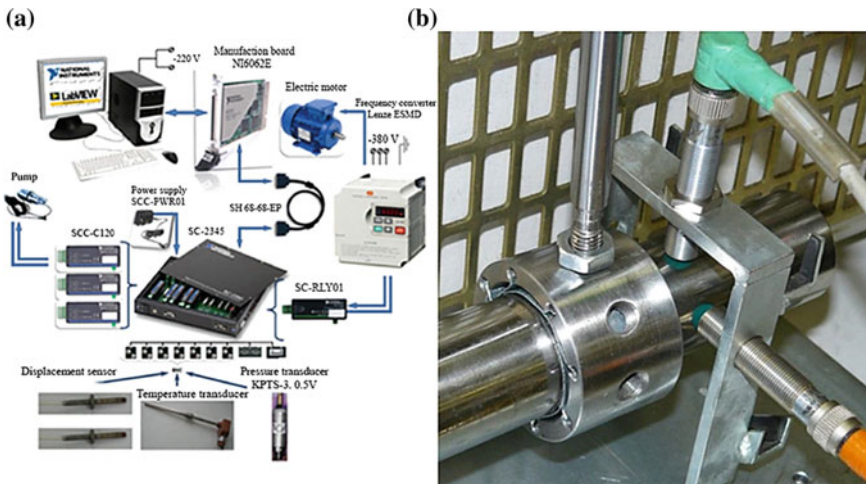 (a)
(b)
-220 V
Manufaction board
NI6062E
NATIONAL
INSTRUMENTS
LabVIEW
Electric motor
Frequency converter
Lenze ESMD
-380 V
Pump
Power supply
SCC-PWR01
SH 68-68-EP
SCC-C120
SC-2345
SC-RLY01
Displacement sensor
Temperature transducer
Pressure transducer
KPTS-3. 0.5V